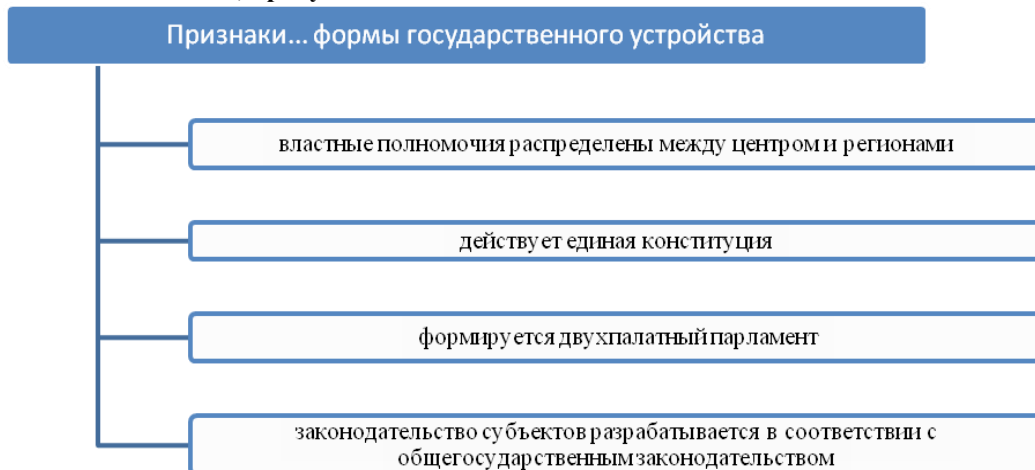 Признаки... формы государственного устройства
властные полномочия распределены между центром и регионами
действует единая конституция
формируется двухпалатный парламент
законодательство субъектов разрабатывается в соответствии с
общегосударственным законодательством